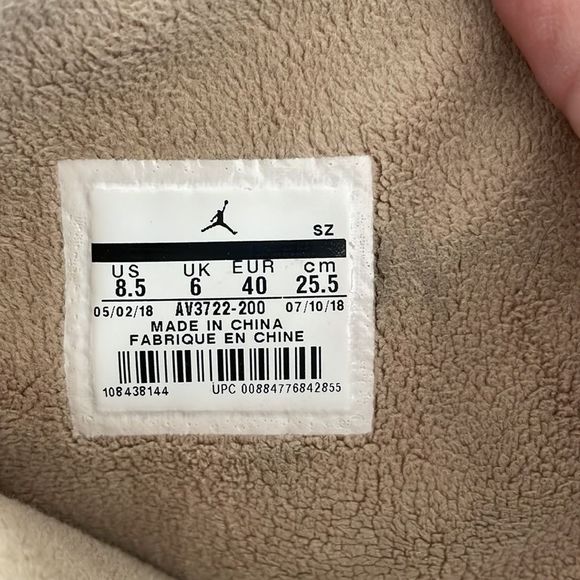 SZ
US UK EUR cm
8.5 6 40 25.5
05/02/18 AV3722-200 07/10/18
MADE IN CHINA
FABRIQUE EN CHINE
108438144 UPC 00884776842855